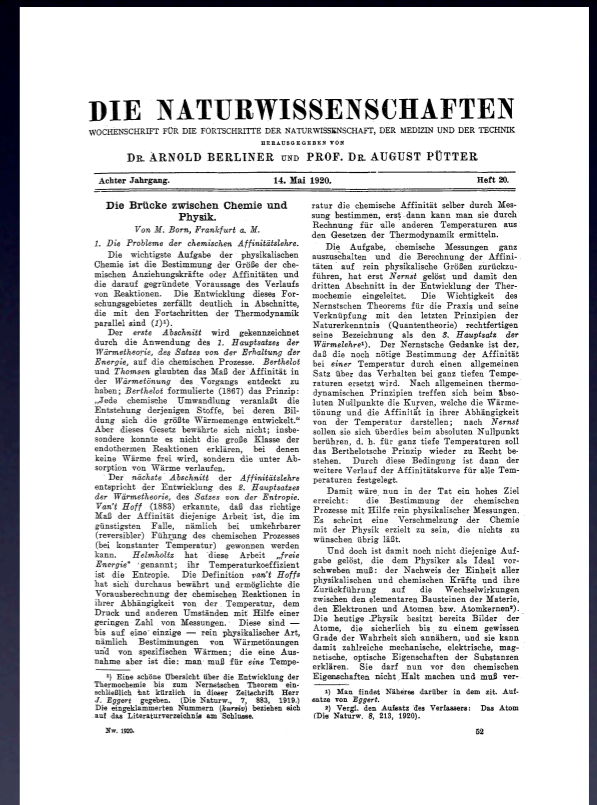 DIE NATURWISSENSCHAFTEN
WOCHENSCHRIFT FÜR DIE FORTSCHRITTE DER NATURWISSENSCHAFT, DER MEDIZIN UND DER TECHNIK
HERAUSGEGEBEN VON
DR. ARNOLD BERLINER UND PROF. DR. AUGUST PÜTTER
Achter Jahrgang. 14. Mai 1920. Heft 20.
Die Brücke zwischen Chemie und
Physik.
Von M. Born, Frankfurt a. M.
1. Die Probleme der chemischen Affinitätslehre.
Die wichtigste Aufgabe der physikalischen
Chemie ist die Bestimmung der Größe der che-
mischen Anziehungskräfte oder Affinitäten und
die darauf gegründete Voraussage des Verlaufs
von Reaktionen. Die Entwicklung dieses For-
schungsgebietes zerfällt deutlich in Abschnitte,
die mit den Fortschritten der Thermodynamik
parallel sind (1)¹).
Der erste Abschnitt wird gekennzeichnet
durch die Anwendung des 1. Hauptsatzes der
Wärmetheorie, des Satzes von der Erhaltung der
Energie, auf die chemischen Prozesse. Berthelot
und Thomsen glaubten das Maß der Affinität in
der Wärmetönung des Vorgangs entdeckt zu
haben; Berthelot formulierte (1867) das Prinzip:
„Jede chemische Umwandlung veranlaßt die
Entstehung derjenigen Stoffe, bei deren Bil-
dung sich die größte Wärmemenge entwickelt.“
Aber dieses Gesetz bewährte sich nicht; insbe-
sondere konnte es nicht die große Klasse der
endothermen Reaktionen erklären, bei denen
keine Wärme frei wird, sondern die unter Ab-
sorption von Wärme verlaufen.
Der nächste Abschnitt der Affinitätslehre
entspricht der Entwicklung des 2. Hauptsatzes
der Wärmetheorie, des Satzes von der Entropie.
Van't Hoff (1883) erkannte, daß das richtige
Maß der Affinität diejenige Arbeit ist, die im
günstigsten Falle, nämlich bei umkehrbarer
(reversibler) Führung des chemischen Prozesses
(bei konstanter Temperatur) gewonnen werden
kann. Helmholtz hat diese Arbeit „freie
Energie“ genannt; ihr Temperaturkoeffizient
ist die Entropie. Die Definition van't Hoffs
hat sich durchaus bewährt und ermöglichte die
Vorausberechnung der chemischen Reaktionen in
ihrer Abhängigkeit von der Temperatur, dem
Druck und anderen Umständen mit Hilfe einer
geringen Zahl von Messungen. Diese sind —
bis auf eine einzige — rein physikalischer Art,
nämlich Bestimmungen von Wärmetönungen
und von spezifischen Wärmen; die eine Aus-
nahme aber ist die: man muß für eine Tempe-
¹) Eine schöne Übersicht über die Entwicklung der
Thermochemie bis zum Nernstschen Theorem ein-
schließlich hat kürzlich in dieser Zeitschrift Herr
J. Eggert gegeben. (Die Naturw., 7, 883, 1919.)
Die eingeklammerten Nummern (kursiv) beziehen sich
auf das Literaturverzeichnis am Schlusse.
Nw. 1920.
ratur die chemische Affinität selber durch Mes-
sung bestimmen, erst dann kann man sie durch
Rechnung für alle anderen Temperaturen aus
den Gesetzen der Thermodynamik ermitteln.
Die Aufgabe, chemische Messungen ganz
auszuschalten und die Berechnung der Affini-
täten auf rein physikalische Größen zurückzu-
führen, hat erst Nernst gelöst und damit den
dritten Abschnitt in der Entwicklung der Ther-
mochemie eingeleitet. Die Wichtigkeit des
Nernstschen Theorems für die Praxis und seine
Verknüpfung mit den letzten Prinzipien der
Naturerkenntnis (Quantentheorie) rechtfertigen
seine Bezeichnung als den 3. Hauptsatz der
Wärmelehre¹). Der Nernstsche Gedanke ist der,
daß die noch nötige Bestimmung der Affinität
bei einer Temperatur durch einen allgemeinen
Satz über das Verhalten bei ganz tiefen Tempe-
raturen ersetzt wird. Nach allgemeinen thermo-
dynamischen Prinzipien treffen sich beim abso-
luten Nullpunkte die Kurven, welche die Wärme-
tönung und die Affinität in ihrer Abhängigkeit
von der Temperatur darstellen; nach Nernst
sollen sie sich überdies beim absoluten Nullpunkt
berühren, d. h. für ganz tiefe Temperaturen soll
das Berthelotsche Prinzip wieder zu Recht be-
stehen. Durch diese Bedingung ist dann der
weitere Verlauf der Affinitätskurve für alle Tem-
peraturen festgelegt.
Damit wäre nun in der Tat ein hohes Ziel
erreicht: die Bestimmung der chemischen
Prozesse mit Hilfe rein physikalischer Messungen.
Es scheint eine Verschmelzung der Chemie
mit der Physik erzielt zu sein, die nichts zu
wünschen übrig läßt.
Und doch ist damit noch nicht diejenige Auf-
gabe gelöst, die dem Physiker als Ideal vor-
schweben muß: der Nachweis der Einheit aller
physikalischen und chemischen Kräfte und ihre
Zurückführung auf die Wechselwirkungen
zwischen den elementaren Bausteinen der Materie,
den Elektronen und Atomen bzw. Atomkernen²).
Die heutige Physik besitzt bereits Bilder der
Atome, die sicherlich bis zu einem gewissen
Grade der Wahrheit sich annähern, und sie kann
damit zahlreiche mechanische, elektrische, mag-
netische, optische Eigenschaften der Substanzen
erklären. Sie darf nun vor den chemischen
Eigenschaften nicht Halt machen und muß ver-
¹) Man findet Näheres darüber in dem zit. Auf-
satze von Eggert.
²) Vergl. den Aufsatz des Verfassers: Das Atom
(Die Naturw. 8, 213, 1920).
52